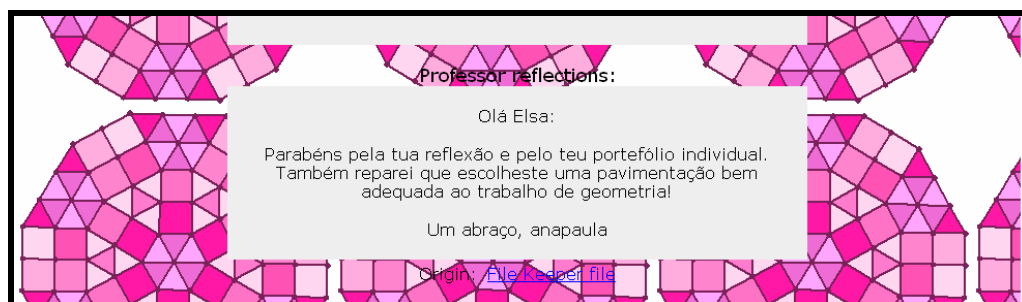 Professor reflections:
Olá Elsa:
Parabéns pela tua reflexão e pelo teu portefólio individual.
Também reparei que escolheste uma pavimentação bem
adequada ao trabalho de geometria!
Um abraço, anapaula
Origin: File Keeper file